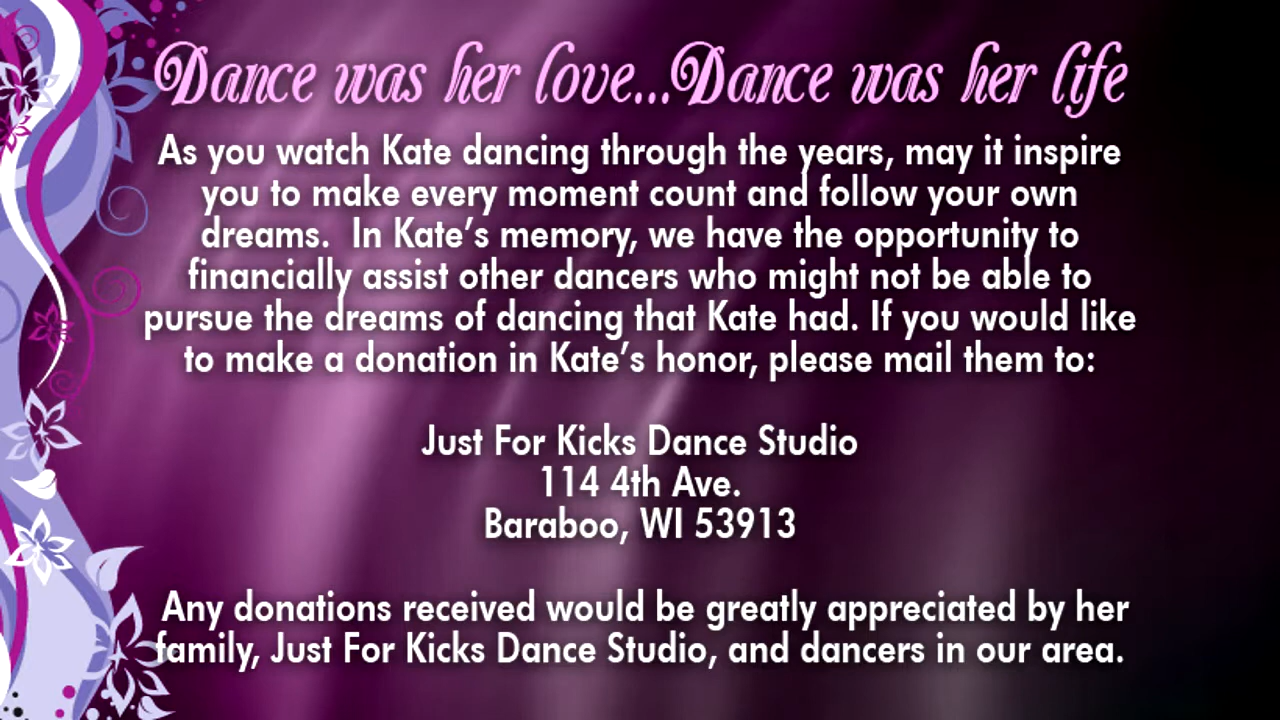 Dance was her love...Dance was her life
As you watch Kate dancing through the years, may it inspire
you to make every moment count and follow your own
dreams.  In Kate’s memory, we have the opportunity to
financially assist other dancers who might not be able to
pursue the dreams of dancing that Kate had. If you would like
to make a donation in Kate’s honor, please mail them to:
Just For Kicks Dance Studio
114 4th Ave.
Baraboo, WI 53913
Any donations received would be greatly appreciated by her
family, Just For Kicks Dance Studio, and dancers in our area.